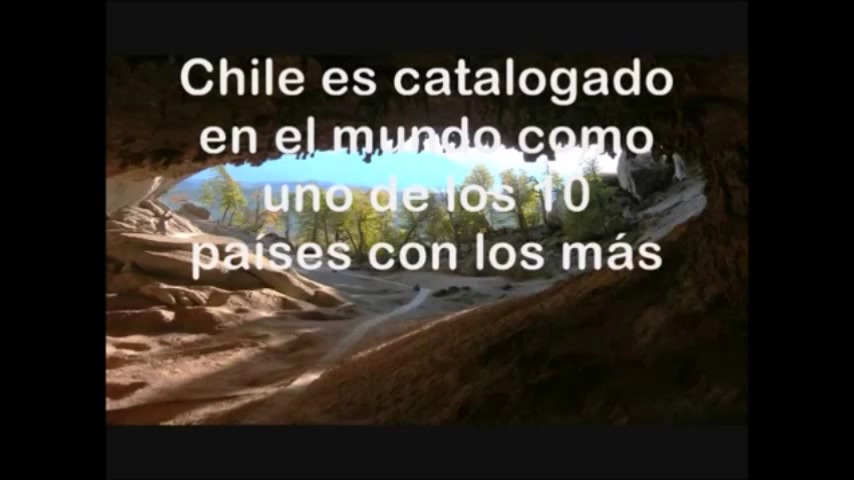 Chile es catalogado
en el mundo como
uno de los 10
países con los más